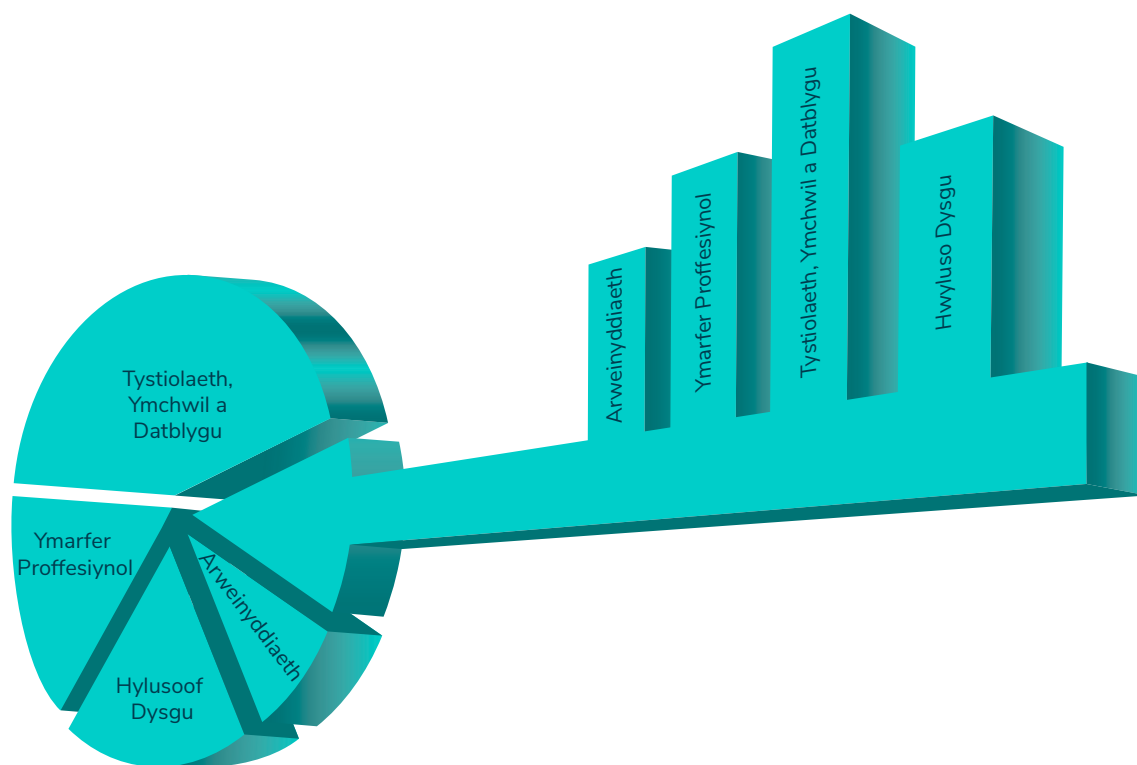 Tystiolaeth,
Ymchwil a
Datblygu
Ymarfer
Proffesiynol
Hylusoof
Dysgu
Arweinyddiaeth
Arweinyddiaeth
Ymarfer Proffesiynol
Tystiolaeth, Ymchwil a Datblygu
Hwyluso Dysgu